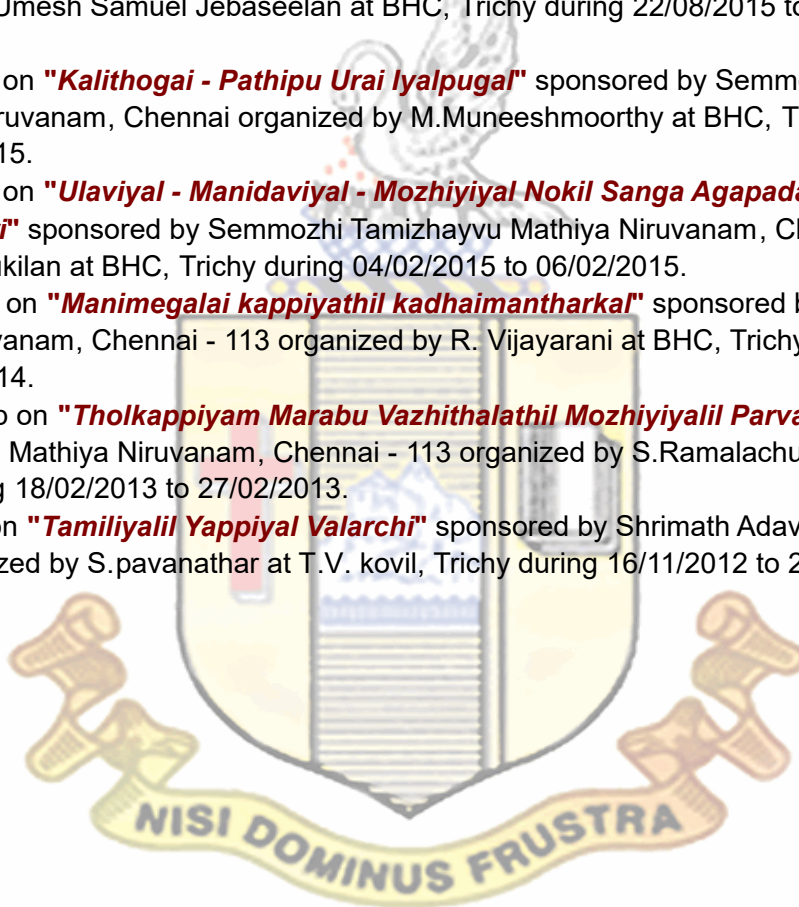 Umesh Samuel Jebaseelan at BHC, Trichy during 22/08/2015 to
on "Kalithogai - Pathipu Urai Iyalpugal" sponsored by Semm
ruvanam, Chennai organized by M.Muneeshmoorthy at BHC, T
15.
on "Ulaviyal - Manidaviyal - Mozhiyiyal Nokil Sanga Agapada
i" sponsored by Semmozhi Tamizhayvu Mathiya Niruvanam, C
ukilan at BHC, Trichy during 04/02/2015 to 06/02/2015.
on "Manimegalai kappiyathil kadhaimantharkal" sponsored b
vanam, Chennai - 113 organized by R. Vijayarani at BHC, Trichy
14.
o on "Tholkappiyam Marabu Vazhithalathil Mozhiyiyalil Parva
Mathiya Niruvanam, Chennai - 113 organized by S.Ramalachu
g 18/02/2013 to 27/02/2013.
on "Tamiliyalil Yappiyal Valarchi" sponsored by Shrimath Adav
zed by S.pavanathar at T.V. kovil, Trichy during 16/11/2012 to 2
NISI DOMINUS FRUSTRA